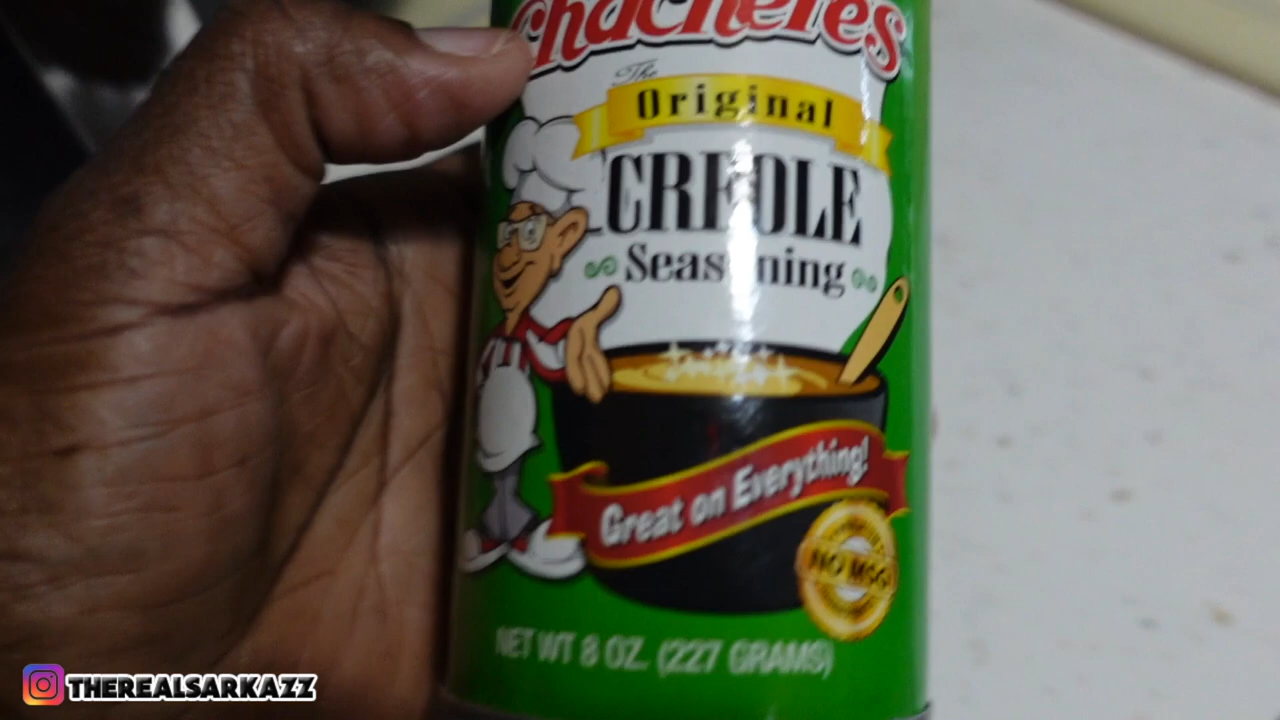 Chachere's
The
Original
CREOLE
Seasoning
Great on Everything!
NO MSG
NET WT 8 OZ. (227 GRAMS)
THEREALSARKAZZ